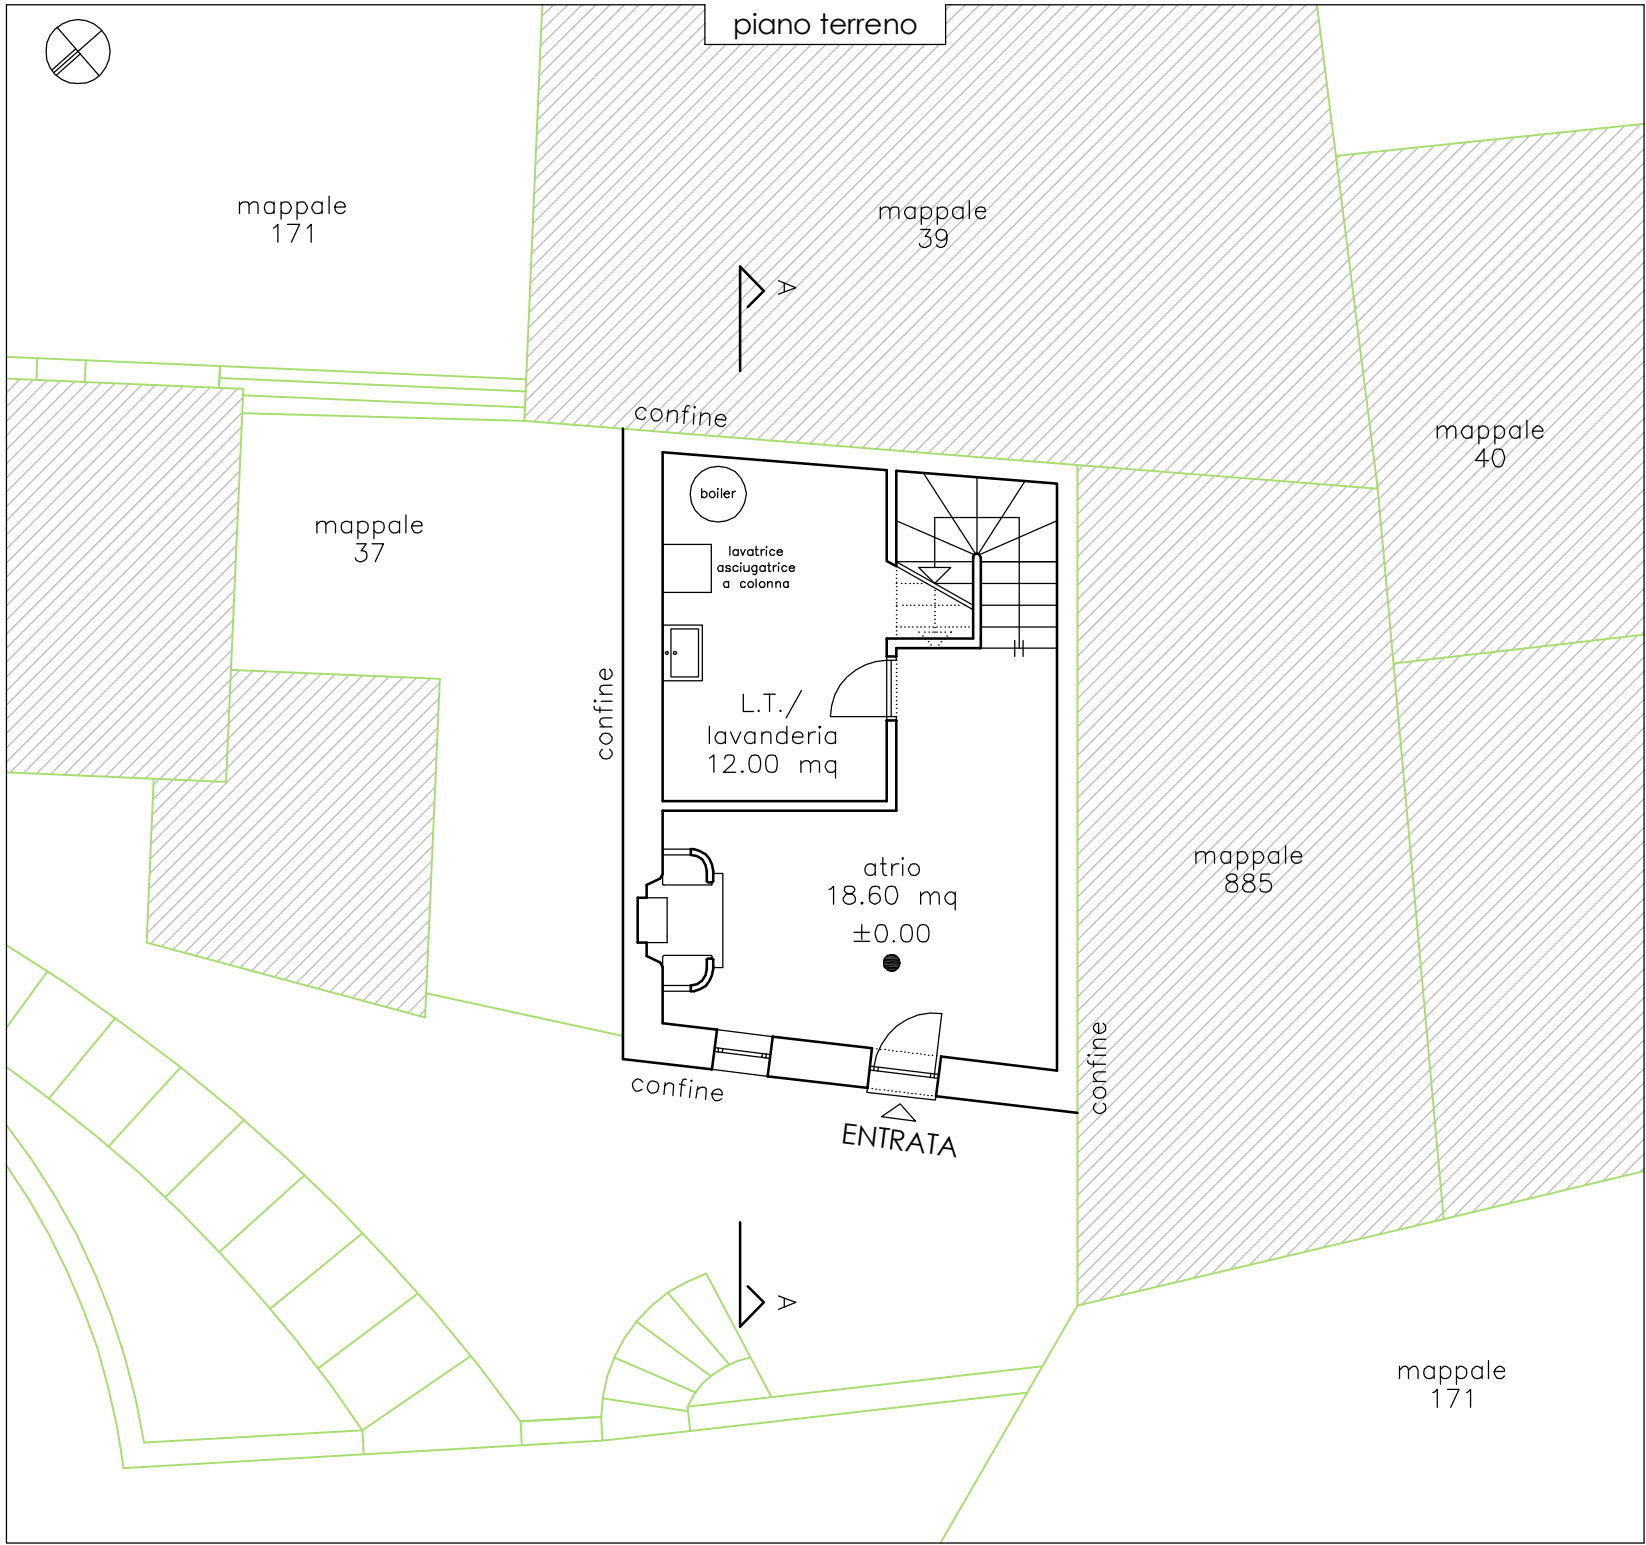 piano terreno
mappale
171
mappale
39
A
confine
mappale
40
boiler
mappale
37
lavatrice
asciugatrice
a colonna
confine
L.T./
lavanderia
12.00 mq
atrio
18.60 mq
±0.00
mappale
885
confine
confine
ENTRATA
A
mappale
171